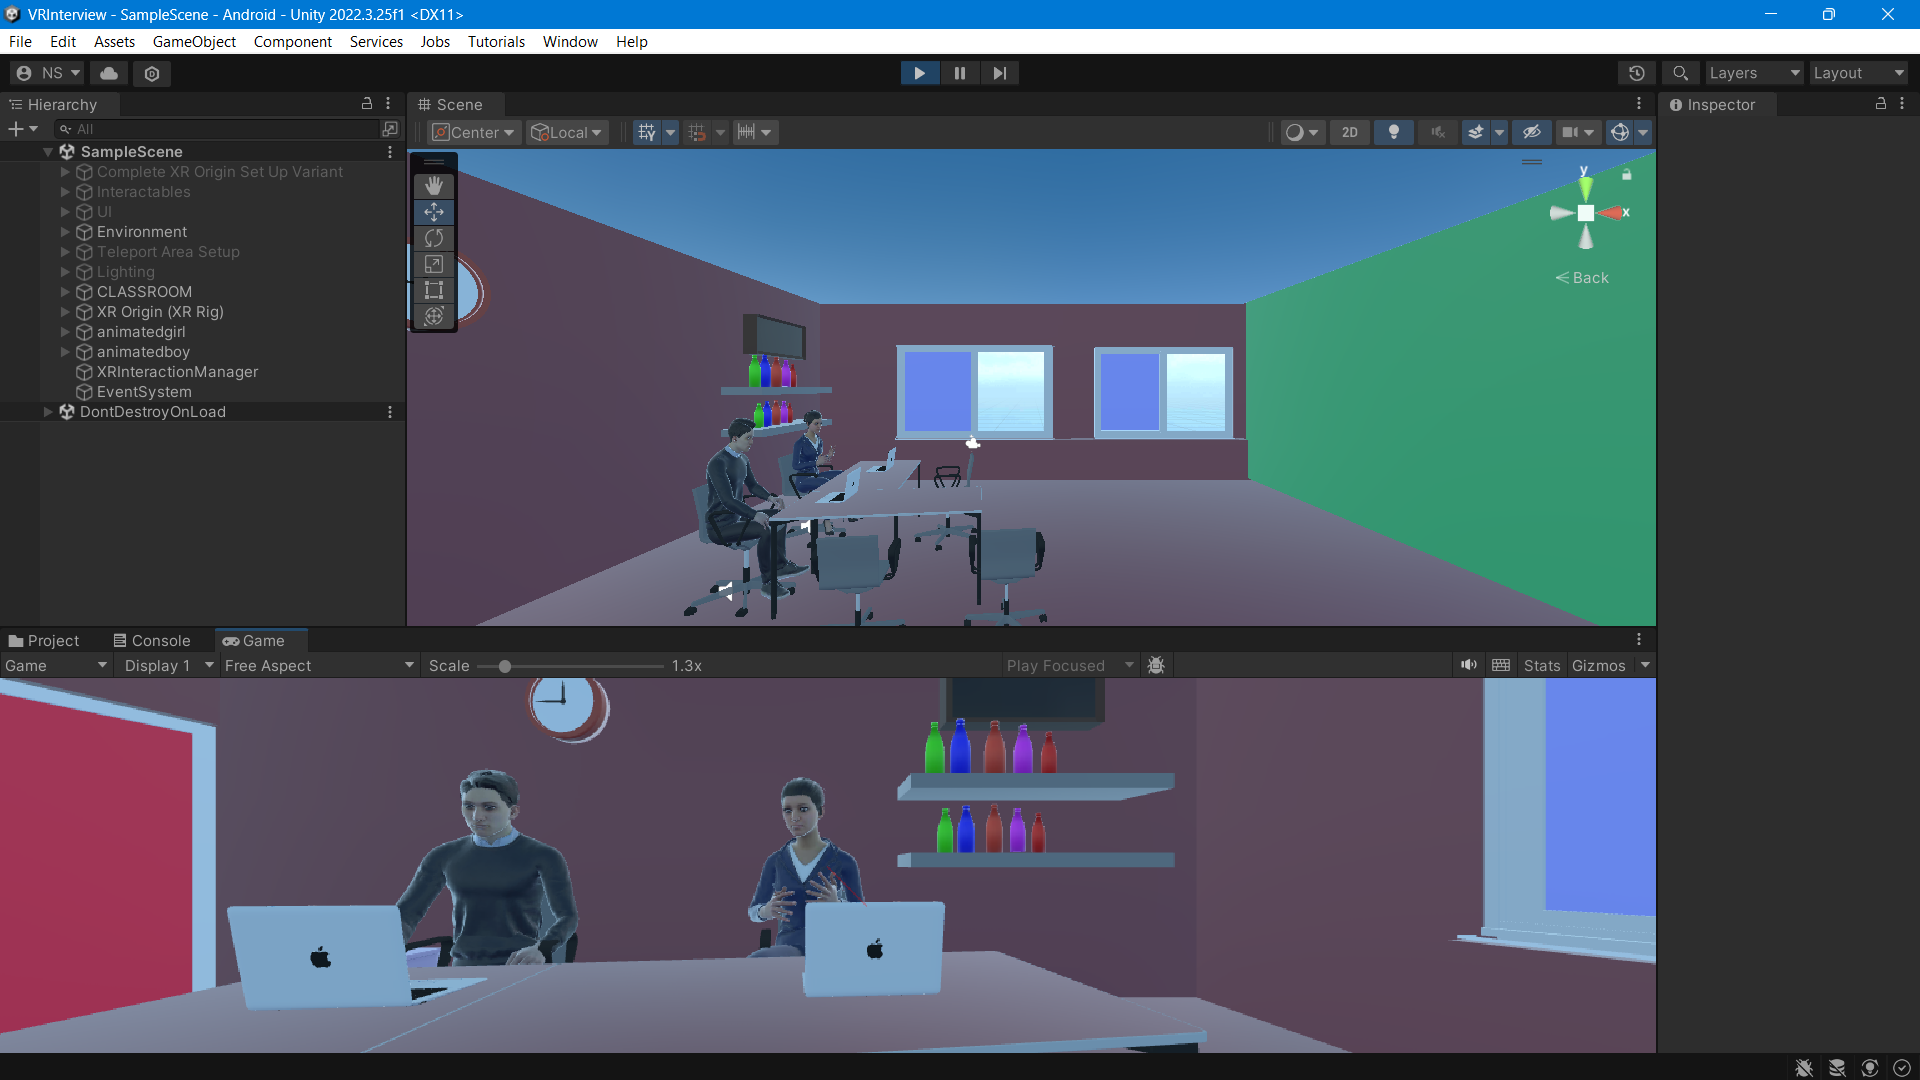 VRInterview - SampleScene - Android - Unity 2022.3.25f1 <DX11>
File Edit Assets GameObject Component Services Jobs Tutorials Window Help
NS Layers Layout
Hierarchy Scene Inspector
All Center Local 2D
SampleScene
Complete XR Origin Set Up Variant
Interactables
UI
Environment
Teleport Area Setup
Lighting
CLASSROOM
XR Origin (XR Rig)
animatedgirl
animatedboy
XRInteractionManager
EventSystem
DontDestroyOnLoad
y
x
Back
Project Console Game
Game Display 1 Free Aspect Scale 1.3x Play Focused Stats Gizmos